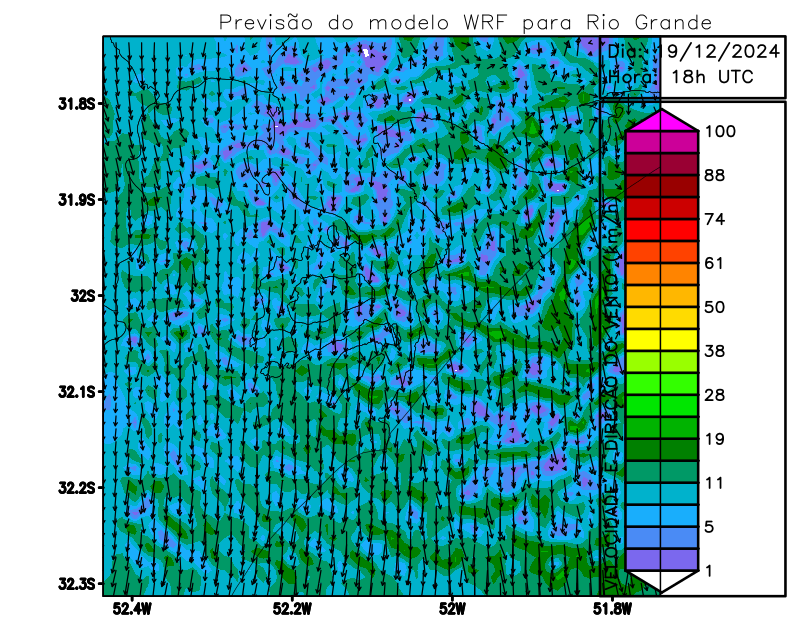 Previsão do modelo WRF para Rio Grande
Dia: 19/12/2024
Hora: 18h UTC
31.8S
31.9S
32S
32.1S
32.2S
32.3S
52.4W
52.2W
52W
51.8W
VELOCIDADE E DIREÇÃO DO VENTO (km/h)
100
88
74
61
50
38
28
19
11
5
1